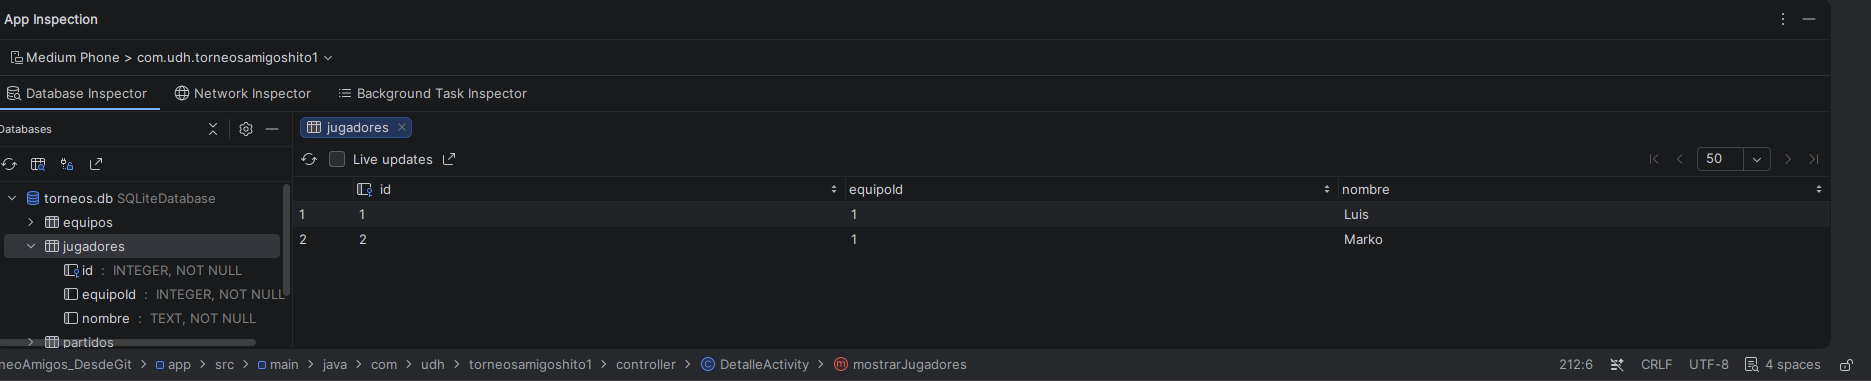 App Inspection
Medium Phone > com.udh.torneosamigoshito1
Database Inspector Network Inspector Background Task Inspector
Databases
jugadores
Live updates
50
id equipoId nombre
1 1 1 Luis
2 2 1 Marko
torneos.db SQLiteDatabase
equipos
jugadores
id : INTEGER, NOT NULL
equipoId : INTEGER, NOT NULL
nombre : TEXT, NOT NULL
partidos
neoAmigos_DesdeGit > app > src > main > java > com > udh > torneosamigoshito1 > controller > DetalleActivity > mostrarJugadores
212:6 CRLF UTF-8 4 spaces